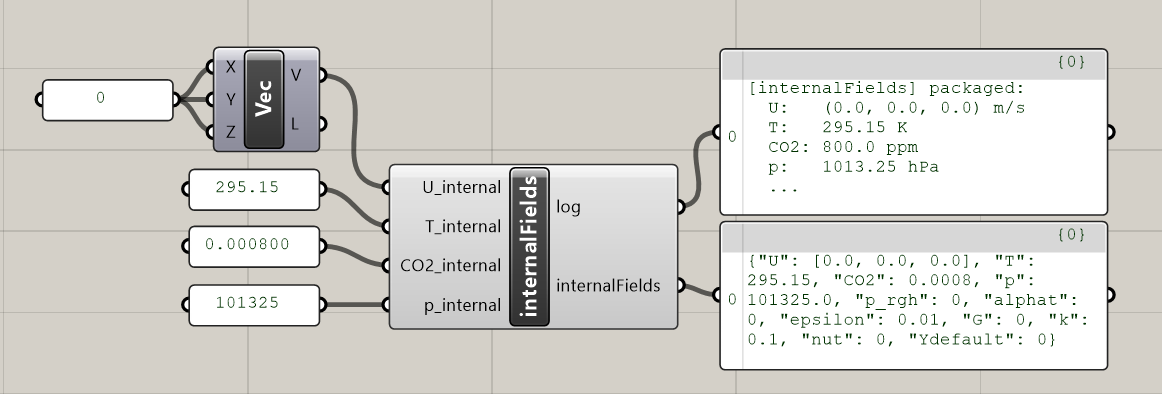 0
X
Y
Z
Vec
V
L
295.15
0.000800
101325
U_internal
T_internal
CO2_internal
p_internal
internalFields
log
internalFields
{0}
0
[internalFields] packaged:
U:   (0.0, 0.0, 0.0) m/s
T:   295.15 K
CO2: 800.0 ppm
p:   1013.25 hPa
...
{0}
0
{"U": [0.0, 0.0, 0.0], "T":
295.15, "CO2": 0.0008, "p":
101325.0, "p_rgh": 0, "alphat":
0, "epsilon": 0.01, "G": 0, "k":
0.1, "nut": 0, "Ydefault": 0}